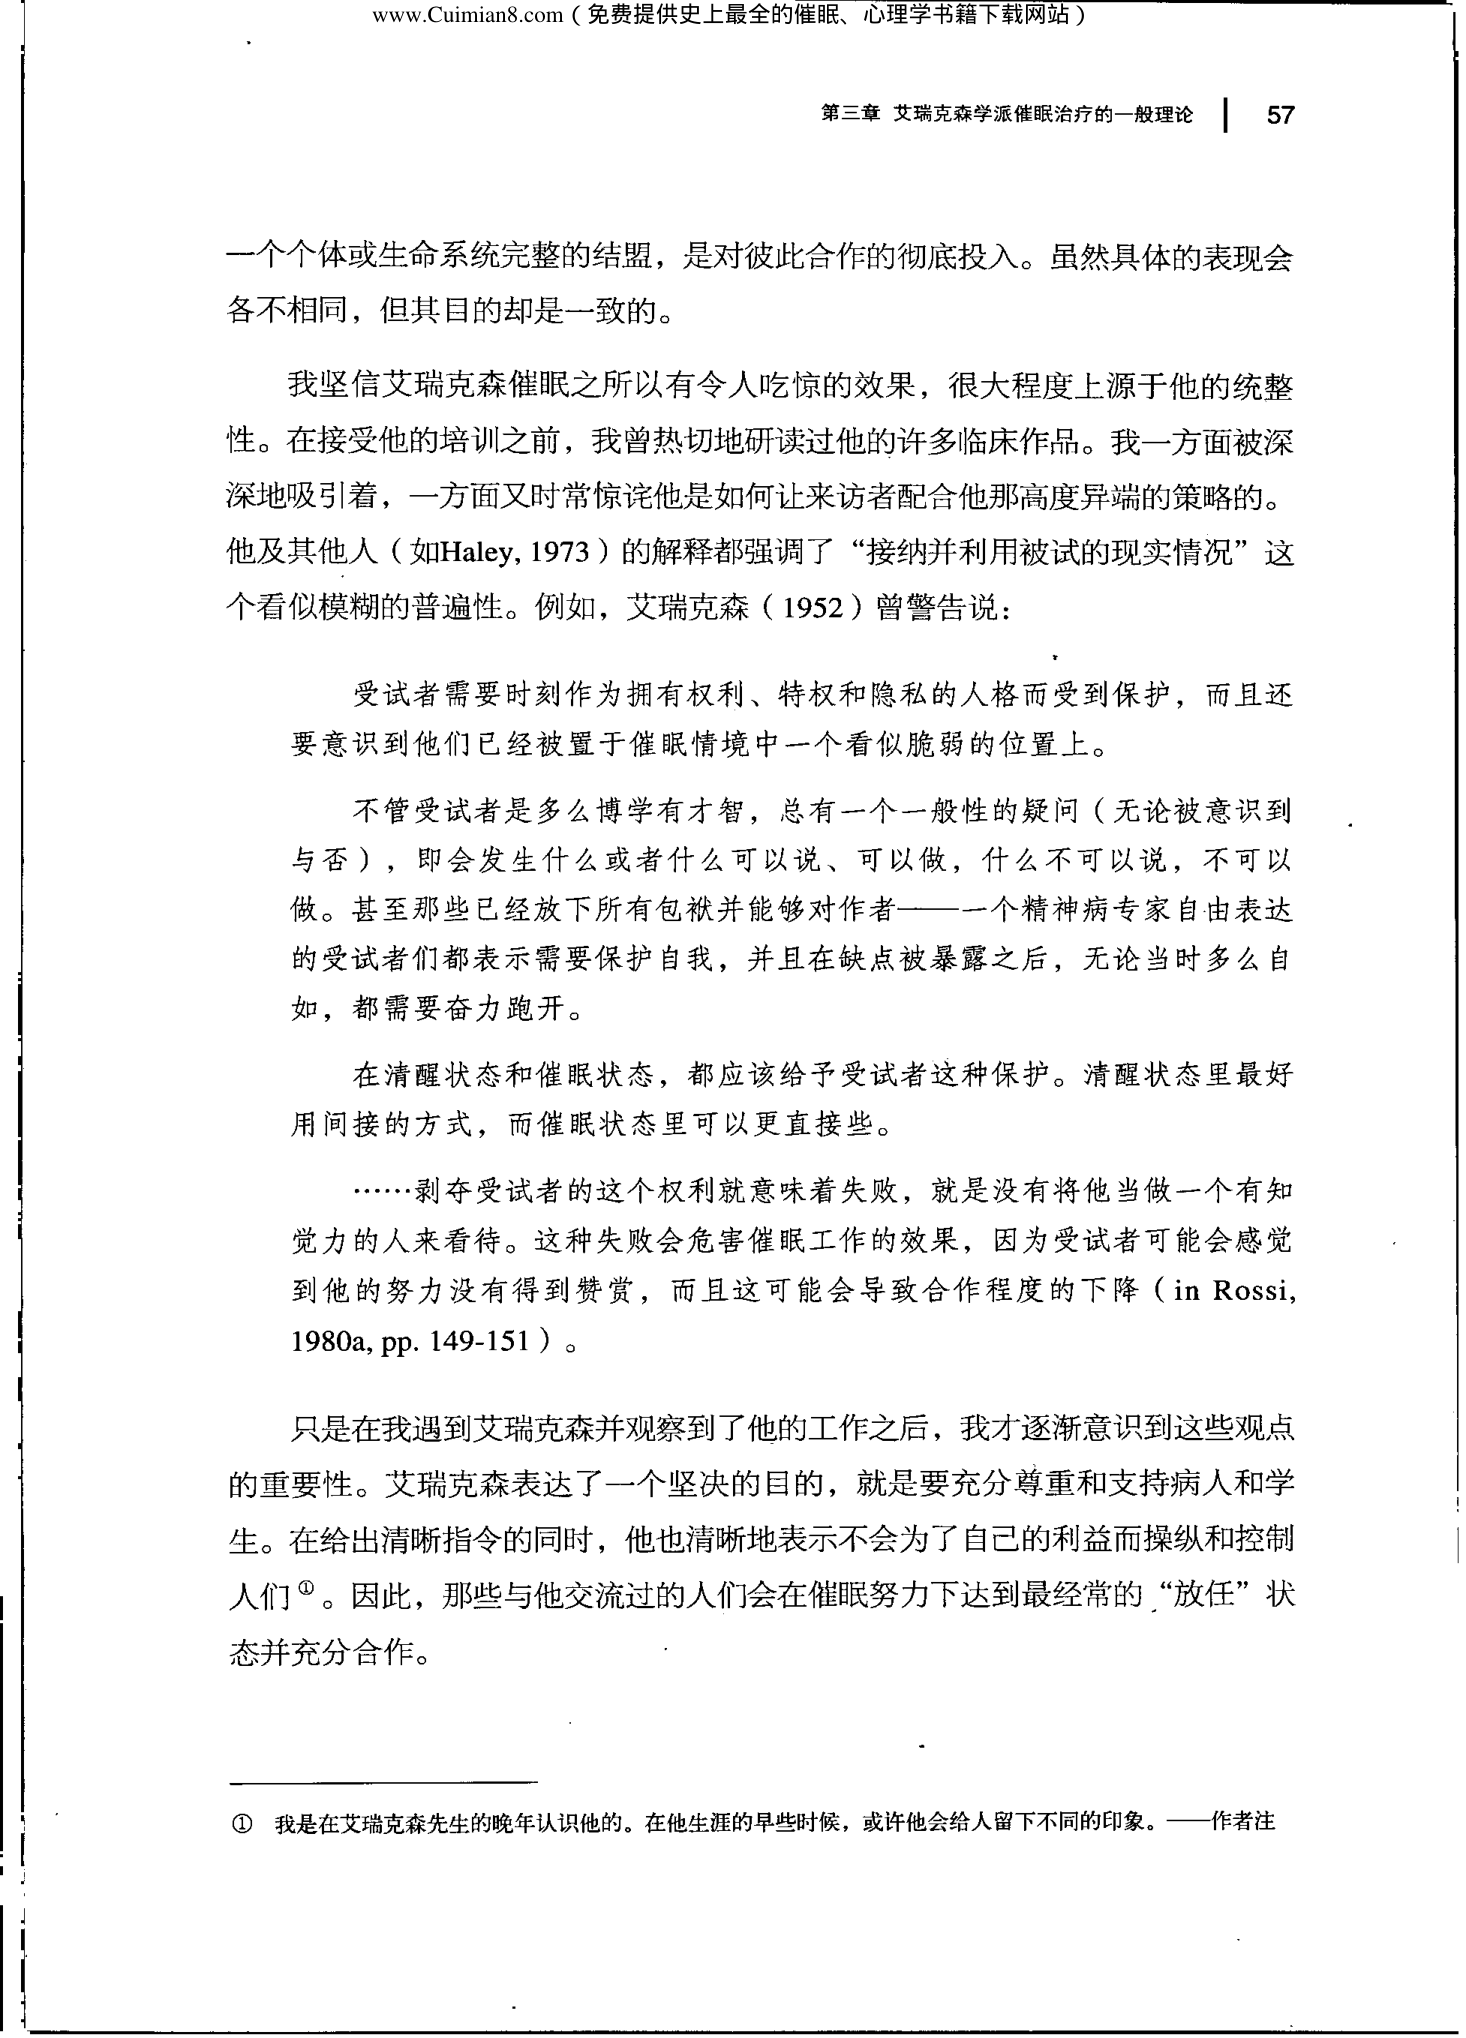 www.Cuimian8.com（免费提供史上最全的催眠、心理学书籍下载网站）
第三章 艾瑞克森学派催眠治疗的一般理论 57
一个个体或生命系统完整的结盟，是对彼此合作的彻底投入。虽然具体的表现会
各不相同，但其目的却是一致的。
我坚信艾瑞克森催眠之所以有令人吃惊的效果，很大程度上源于他的统整
性。在接受他的培训之前，我曾热切地研读过他的许多临床作品。我一方面被深
深地吸引着，一方面又时常惊诧他是如何让来访者配合他那高度异端的策略的。
他及其他人（如Haley, 1973）的解释都强调了“接纳并利用被试的现实情况”这
个看似模糊的普遍性。例如，艾瑞克森（1952）曾警告说：
受试者需要时刻作为拥有权利、特权和隐私的人格而受到保护，而且还
要意识到他们已经被置于催眠情境中一个看似脆弱的位置上。
不管受试者是多么博学有才智，总有一个一般性的疑问（无论被意识到
与否），即会发生什么或者什么可以说、可以做，什么不可以说，不可以
做。甚至那些已经放下所有包袱并能够对作者——一个精神病专家自由表达
的受试者们都表示需要保护自我，并且在缺点被暴露之后，无论当时多么自
如，都需要奋力跑开。
在清醒状态和催眠状态，都应该给予受试者这种保护。清醒状态里最好
用间接的方式，而催眠状态里可以更直接些。
……剥夺受试者的这个权利就意味着失败，就是没有将他当做一个有知
觉力的人来看待。这种失败会危害催眠工作的效果，因为受试者可能会感觉
到他的努力没有得到赞赏，而且这可能会导致合作程度的下降（in Rossi,
1980a, pp. 149-151）。
只是在我遇到艾瑞克森并观察到了他的工作之后，我才逐渐意识到这些观点
的重要性。艾瑞克森表达了一个坚决的目的，就是要充分尊重和支持病人和学
生。在给出清晰指令的同时，他也清晰地表示不会为了自己的利益而操纵和控制
人们①。因此，那些与他交流过的人们会在催眠努力下达到最经常的“放任”状
态并充分合作。
① 我是在艾瑞克森先生的晚年认识他的。在他生涯的早些时候，或许他会给人留下不同的印象。——作者注